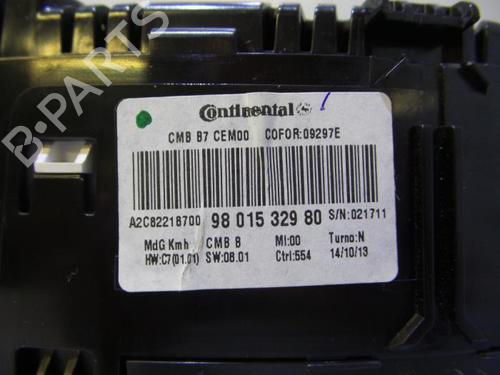 Continental
CMB B7 CEM00 COFOR:09297E
A2C82218700 98 015 329 80 S/N:021711
MdG Kmh CMB B MI:00 Turno:N
HW:C7(01.01) SW:08.01 Ctrl:554 14/10/13
B-PARTS